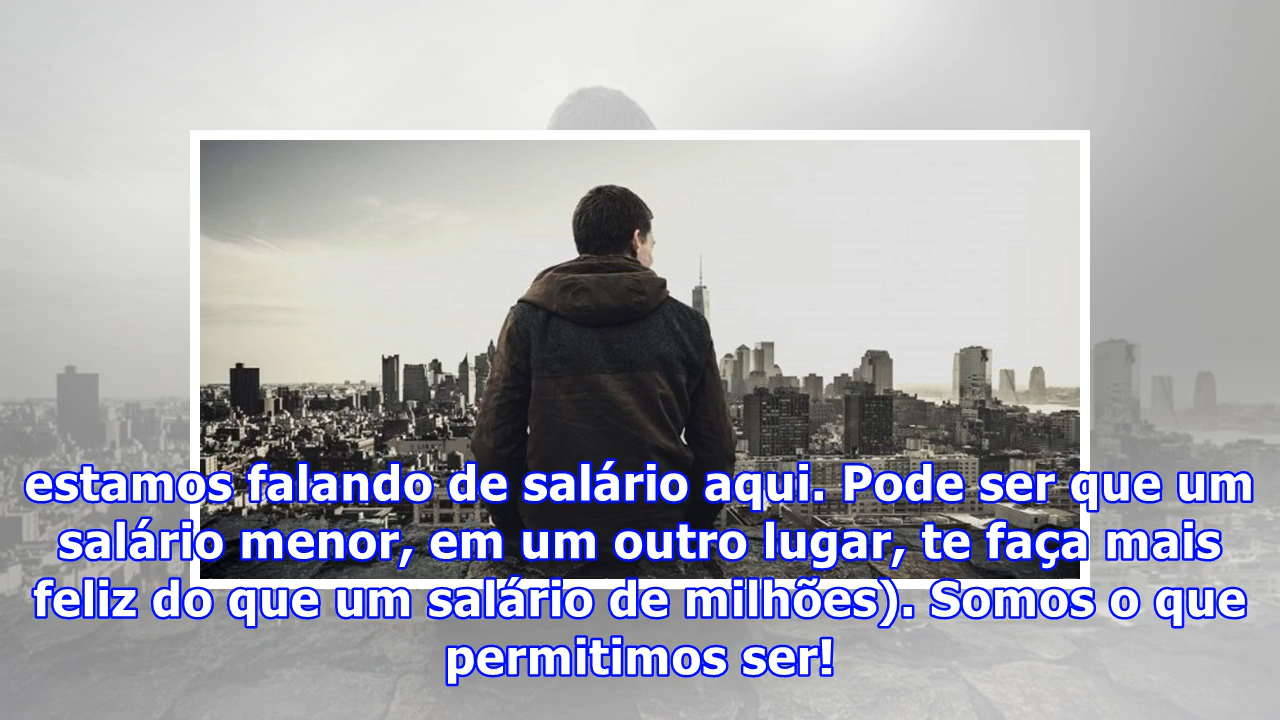 estamos falando de salário aqui. Pode ser que um
salário menor, em um outro lugar, te faça mais
feliz do que um salário de milhões). Somos o que
permitimos ser!